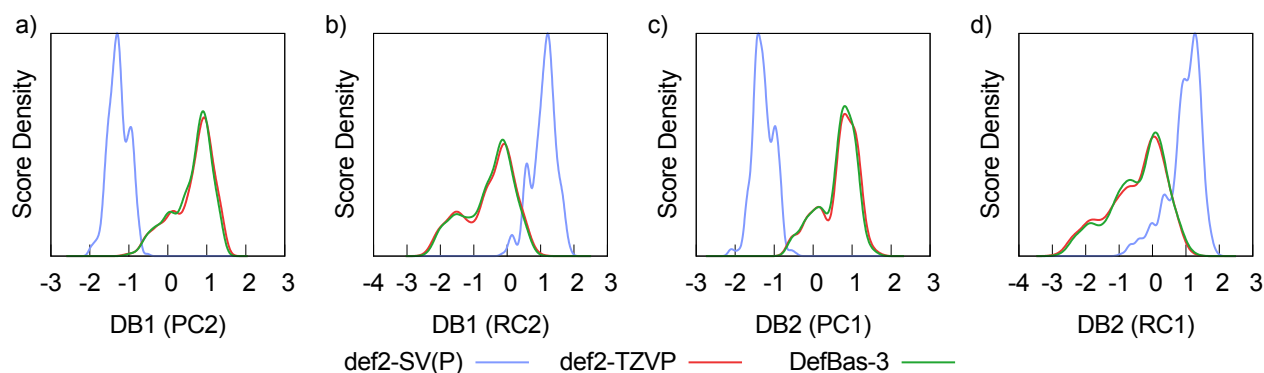 a) b) c) d)
Score Density Score Density Score Density Score Density
-3 -2 -1 0 1 2 3 -4 -3 -2 -1 0 1 2 3 -3 -2 -1 0 1 2 3 -4 -3 -2 -1 0 1 2 3
DB1 (PC2) DB1 (RC2) DB2 (PC1) DB2 (RC1)
def2-SV(P) def2-TZVP DefBas-3